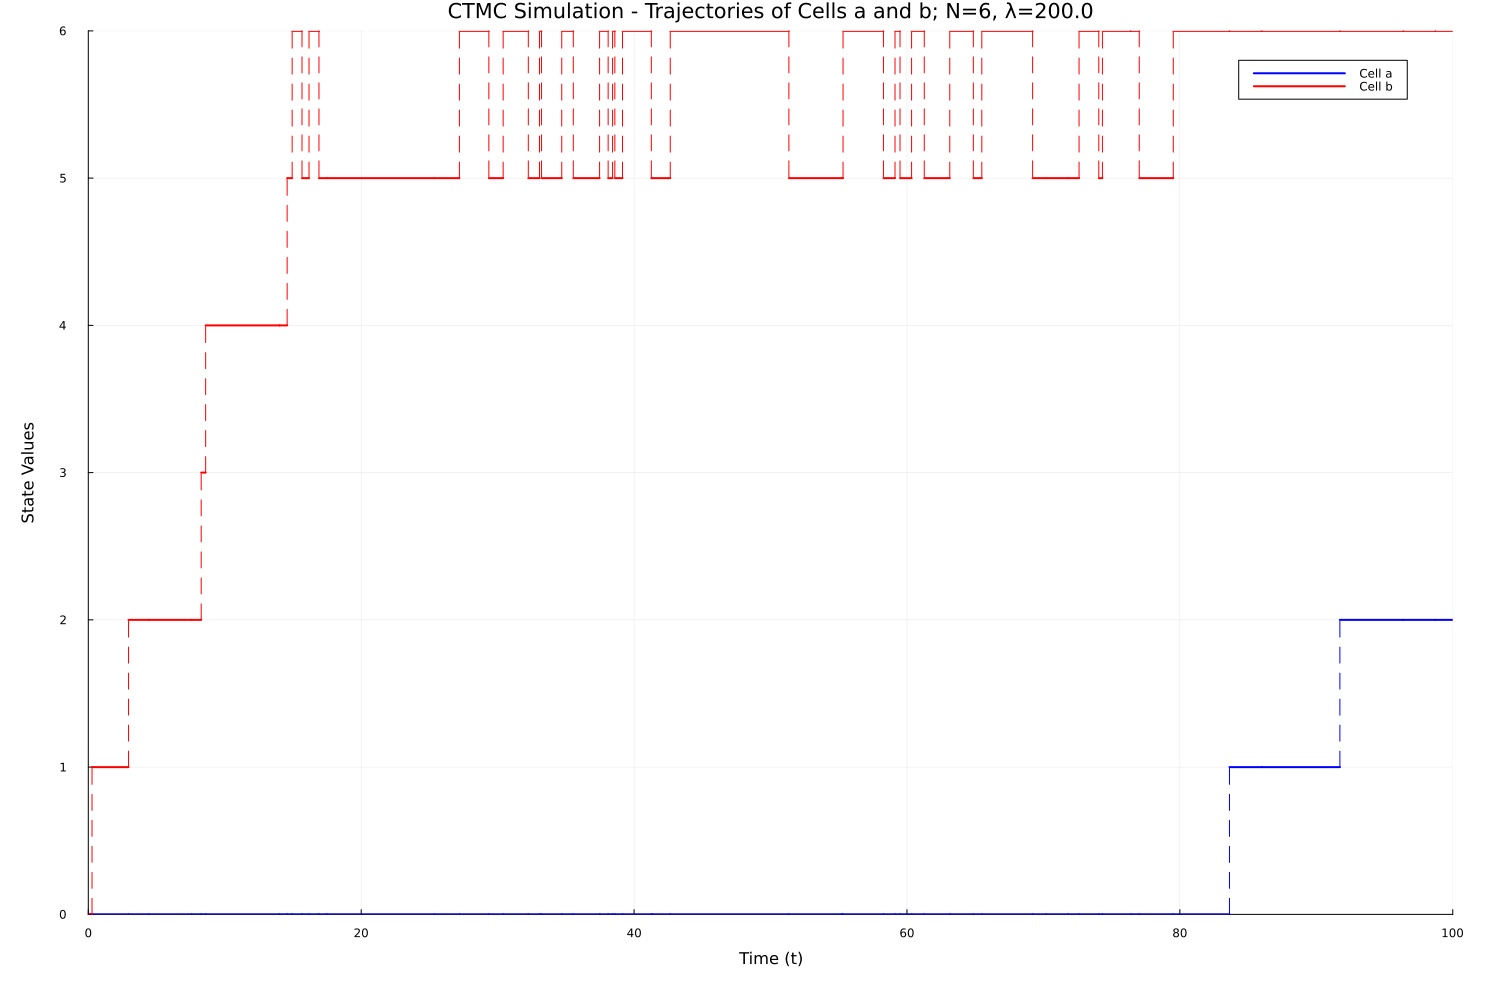 CTMC Simulation - Trajectories of Cells a and b; N=6, λ=200.0
6
Cell a
Cell b
5
4
State Values
3
2
1
0
0 20 40 60 80 100
Time (t)